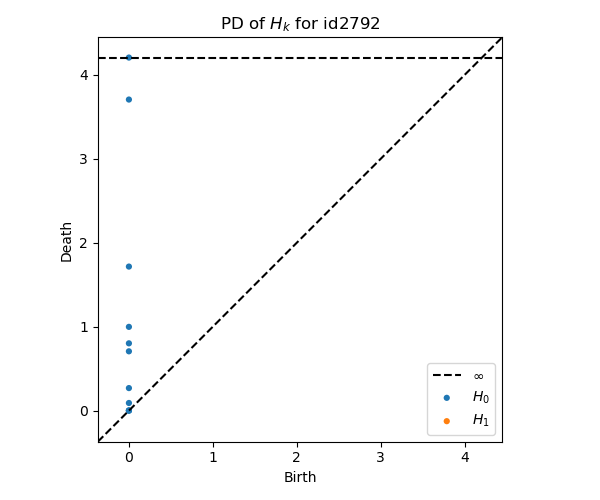 PD of $H_k$ for id2792
Death
4
3
2
1
0
0 1 2 3 4
Birth
∞
$H_0$
$H_1$